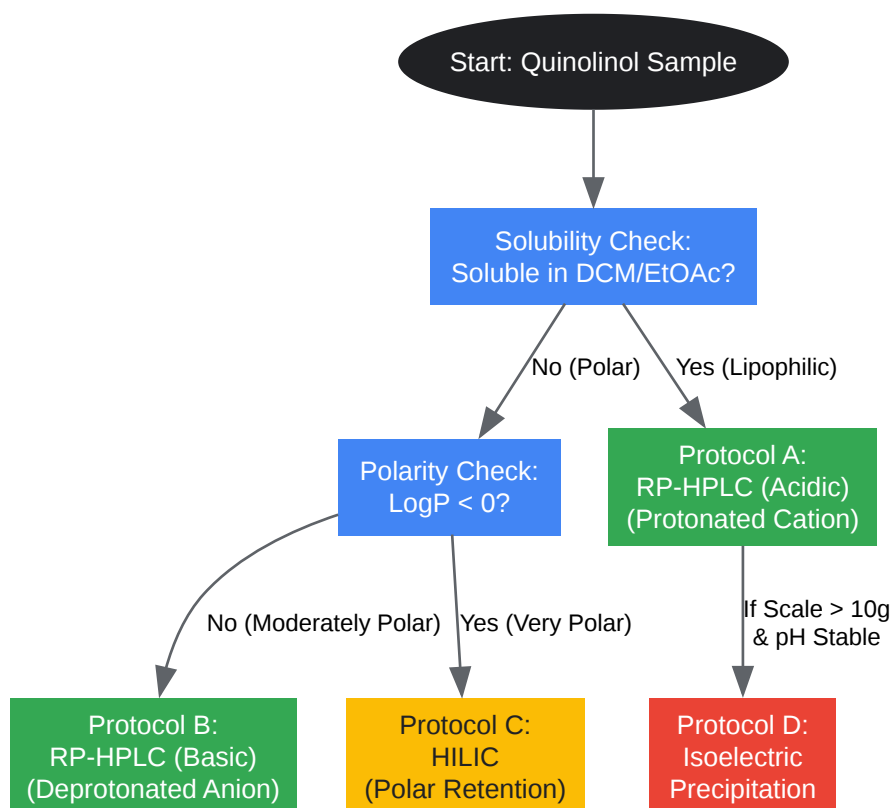 Start: Quinolinol Sample
Solubility Check:
Soluble in DCM/EtOAc?
No (Polar)
Yes (Lipophilic)
Polarity Check:
LogP < 0?
Protocol A:
RP-HPLC (Acidic)
(Protonated Cation)
No (Moderately Polar)
Yes (Very Polar)
If Scale > 10g
& pH Stable
Protocol B:
RP-HPLC (Basic)
(Deprotonated Anion)
Protocol C:
HILIC
(Polar Retention)
Protocol D:
Isoelectric
Precipitation